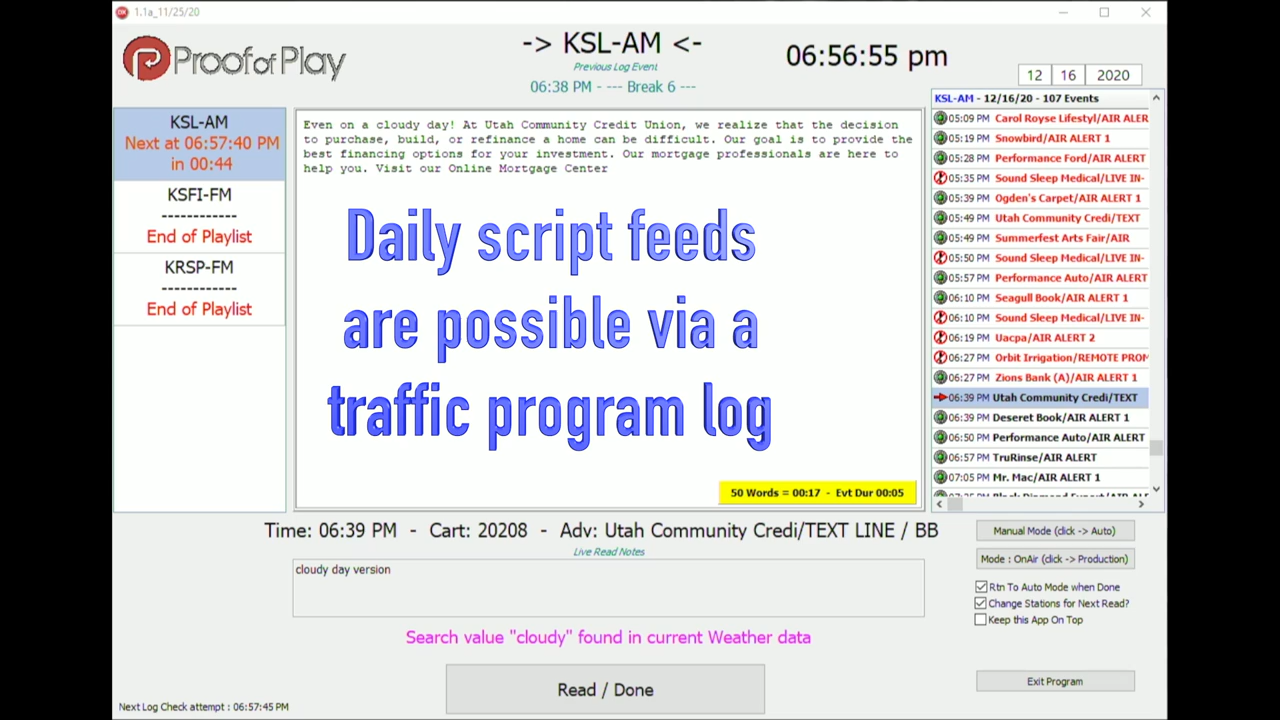 1.1a_11/25/20
ProofofPlay
-> KSL-AM <-
Previous Log Event
06:38 PM - --- Break 6 ---
06:56:55 pm
12 16 2020
KSL-AM
Next at 06:57:40 PM
in 00:44
KSFI-FM
------------
End of Playlist
KRSP-FM
------------
End of Playlist
Even on a cloudy day! At Utah Community Credit Union, we realize that the decision
to purchase, build, or refinance a home can be difficult. Our goal is to provide the
best financing options for your investment. Our mortgage professionals are here to
help you. Visit our Online Mortgage Center
Daily script feeds
are possible via a
traffic program log
50 Words = 00:17 - Evt Dur 00:05
KSL-AM - 12/16/20 - 107 Events
05:09 PM Carol Royse Lifestyl/AIR ALER
05:19 PM Snowbird/AIR ALERT 1
05:28 PM Performance Ford/AIR ALERT
05:35 PM Sound Sleep Medical/LIVE IN-
05:39 PM Ogden's Carpet/AIR ALERT 1
05:49 PM Utah Community Credi/TEXT
05:49 PM Summerfest Arts Fair/AIR
05:50 PM Sound Sleep Medical/LIVE IN-
05:57 PM Performance Auto/AIR ALERT
06:10 PM Seagull Book/AIR ALERT 1
06:10 PM Sound Sleep Medical/LIVE IN-
06:19 PM Uacpa/AIR ALERT 2
06:27 PM Orbit Irrigation/REMOTE PROM
06:27 PM Zions Bank (A)/AIR ALERT 1
06:39 PM Utah Community Credi/TEXT
06:39 PM Deseret Book/AIR ALERT 1
06:50 PM Performance Auto/AIR ALERT
06:57 PM TruRinse/AIR ALERT
07:05 PM Mr. Mac/AIR ALERT 1
Time: 06:39 PM - Cart: 20208 - Adv: Utah Community Credi/TEXT LINE / BB
Live Read Notes
cloudy day version
Search value "cloudy" found in current Weather data
Read / Done
Manual Mode (click -> Auto)
Mode : OnAir (click -> Production)
Rtn To Auto Mode when Done
Change Stations for Next Read?
Keep this App On Top
Exit Program
Next Log Check attempt : 06:57:45 PM